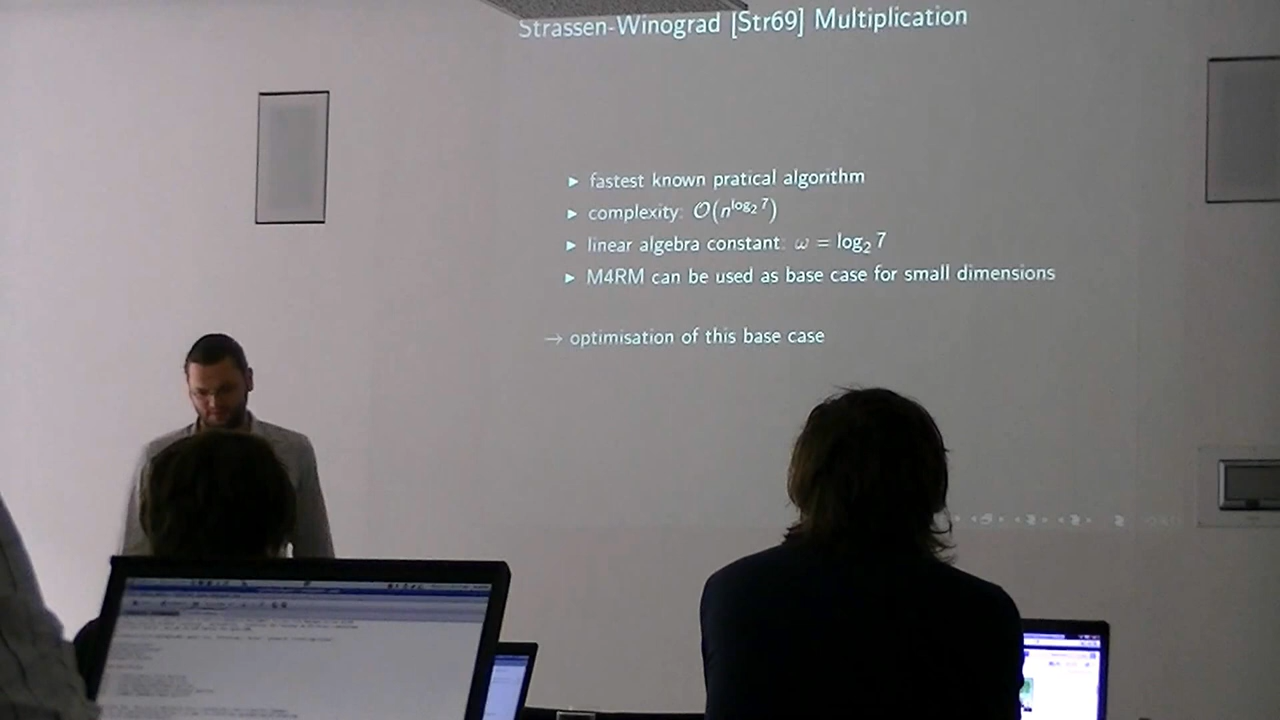 Strassen-Winograd [Str69] Multiplication
► fastest known pratical algorithm
► complexity: O(n^log₂ 7)
► linear algebra constant: ω = log₂ 7
► M4RM can be used as base case for small dimensions
→ optimisation of this base case